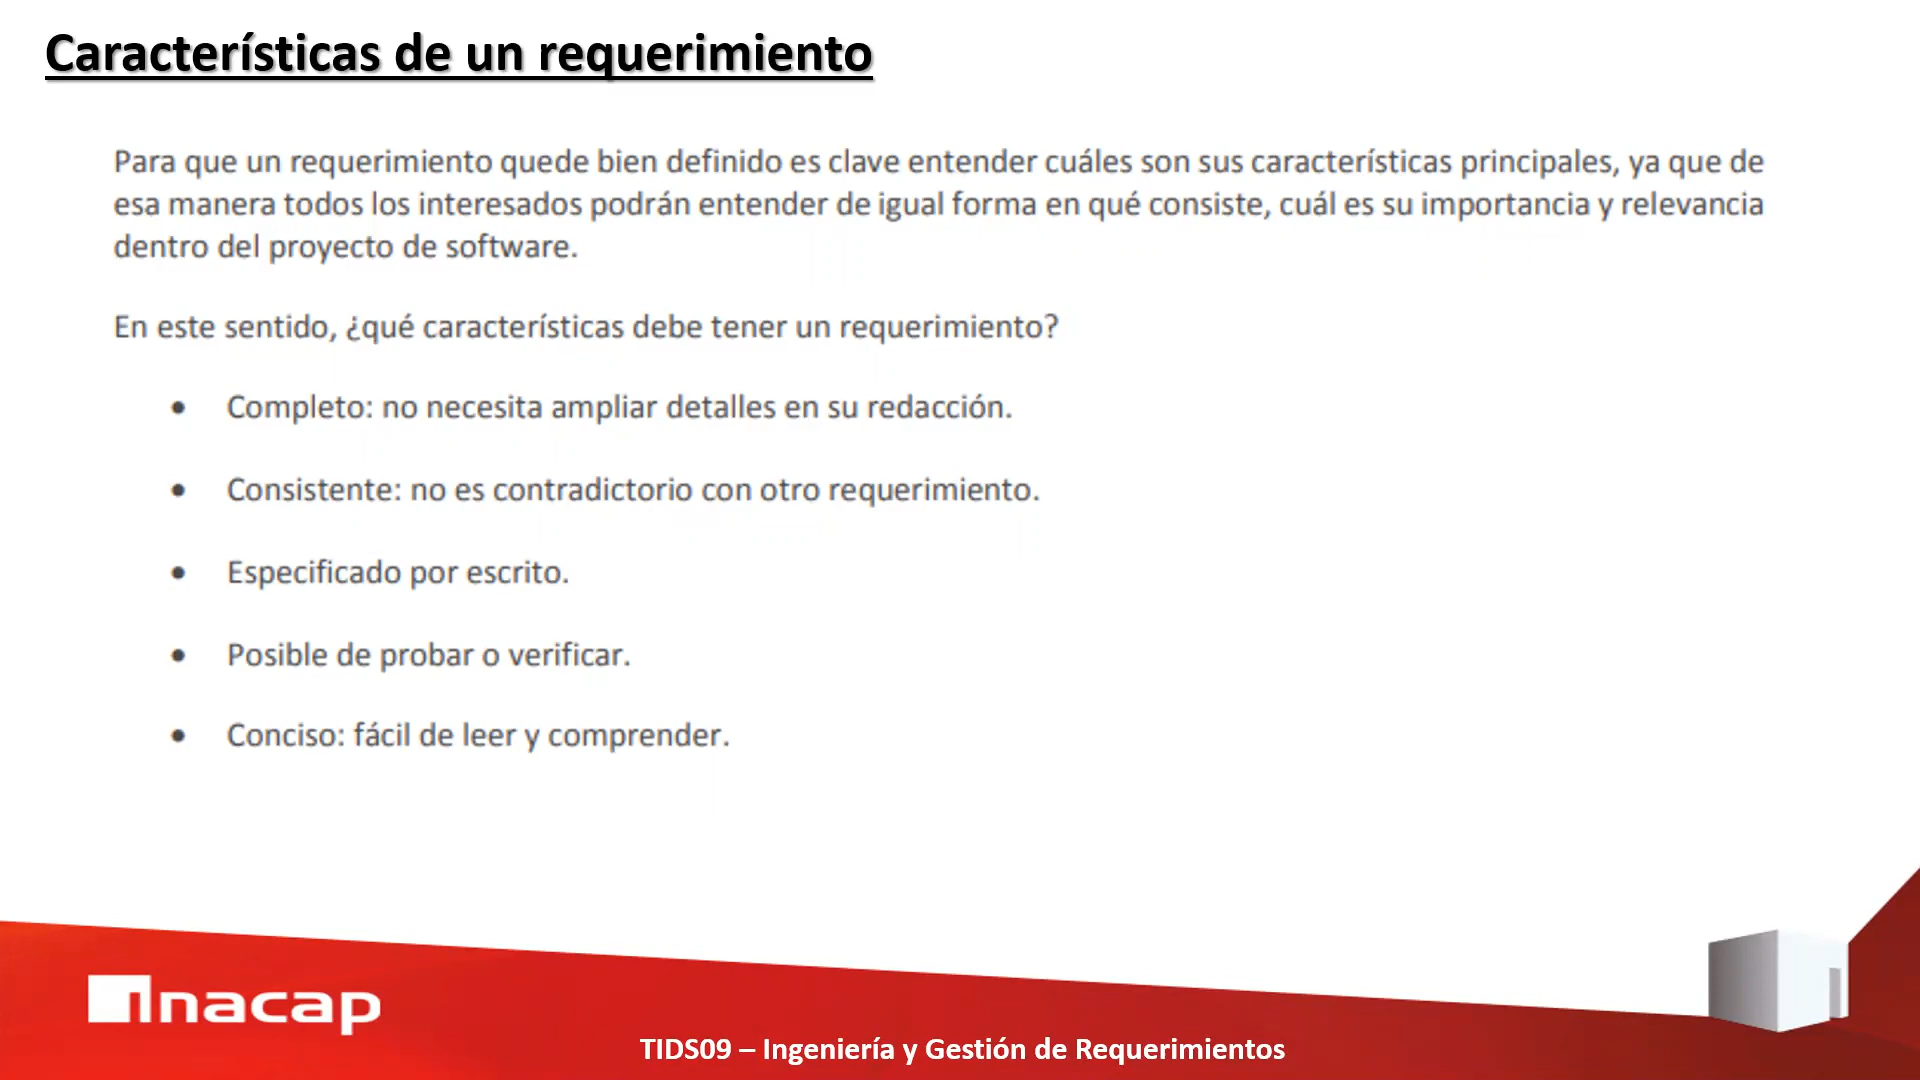 Características de un requerimiento
Para que un requerimiento quede bien definido es clave entender cuáles son sus características principales, ya que de
esa manera todos los interesados podrán entender de igual forma en qué consiste, cuál es su importancia y relevancia
dentro del proyecto de software.
En este sentido, ¿qué características debe tener un requerimiento?
• Completo: no necesita ampliar detalles en su redacción.
• Consistente: no es contradictorio con otro requerimiento.
• Especificado por escrito.
• Posible de probar o verificar.
• Conciso: fácil de leer y comprender.
Inacap
TIDS09 – Ingeniería y Gestión de Requerimientos